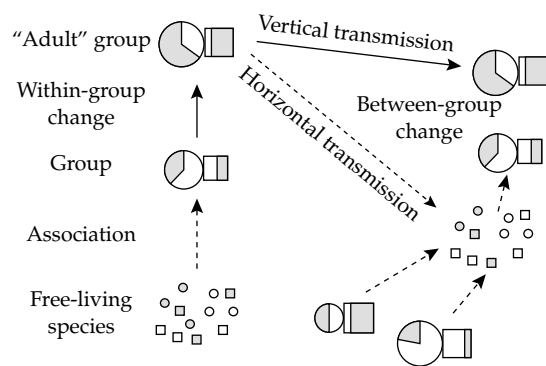 “Adult” group
Vertical transmission
Within-group
change
Horizontal transmission
Between-group
change
Group
Association
Free-living
species